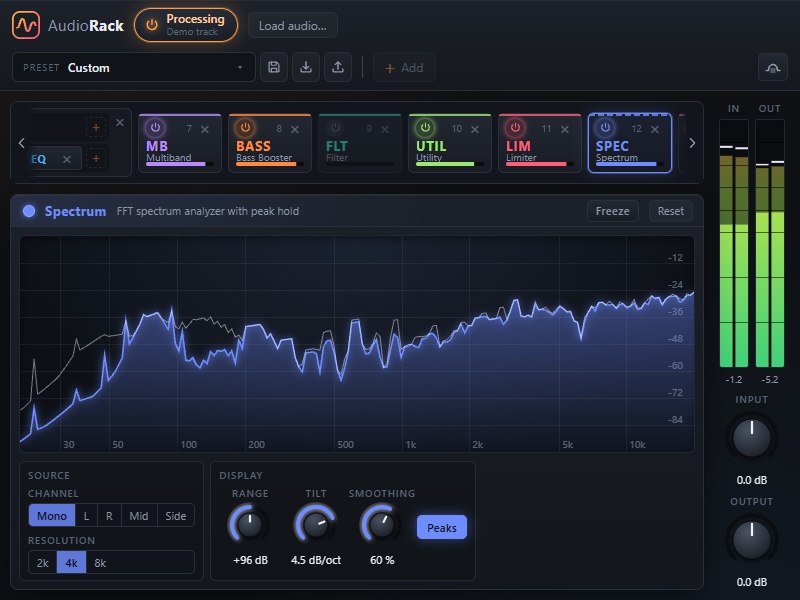 AudioRack
Processing
Demo track
Load audio...
PRESET Custom
+ Add
IN OUT
EQ
7
MB
Multiband
8
BASS
Bass Booster
9
FLT
Filter
10
UTIL
Utility
11
LIM
Limiter
12
SPEC
Spectrum
Spectrum FFT spectrum analyzer with peak hold
Freeze
Reset
-12
-24
-36
-48
-60
-72
-84
30 50 100 200 500 1k 2k 5k 10k
-1.2 -5.2
INPUT
0.0 dB
OUTPUT
0.0 dB
SOURCE
CHANNEL
Mono L R Mid Side
RESOLUTION
2k 4k 8k
DISPLAY
RANGE TILT SMOOTHING
Peaks
+96 dB 4.5 dB/oct 60 %